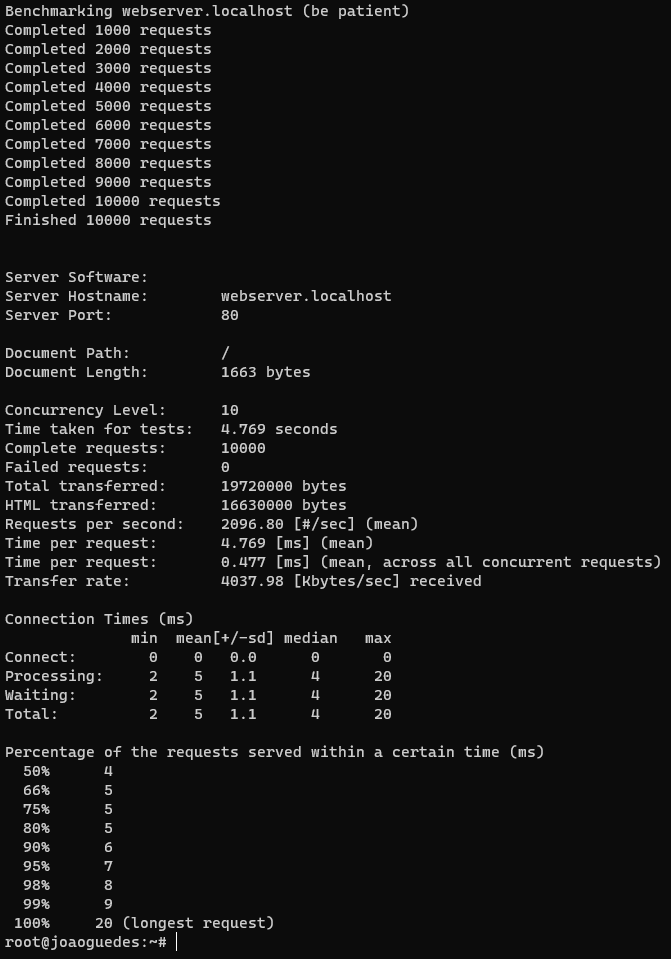 Benchmarking webserver.localhost (be patient)
Completed 1000 requests
Completed 2000 requests
Completed 3000 requests
Completed 4000 requests
Completed 5000 requests
Completed 6000 requests
Completed 7000 requests
Completed 8000 requests
Completed 9000 requests
Completed 10000 requests
Finished 10000 requests
Server Software:
Server Hostname:        webserver.localhost
Server Port:            80
Document Path:          /
Document Length:        1663 bytes
Concurrency Level:      10
Time taken for tests:   4.769 seconds
Complete requests:      10000
Failed requests:        0
Total transferred:      19720000 bytes
HTML transferred:       16630000 bytes
Requests per second:    2096.80 [#/sec] (mean)
Time per request:       4.769 [ms] (mean)
Time per request:       0.477 [ms] (mean, across all concurrent requests)
Transfer rate:          4037.98 [Kbytes/sec] received
Connection Times (ms)
              min  mean[+/-sd] median   max
Connect:        0    0   0.0      0       0
Processing:     2    5   1.1      4      20
Waiting:        2    5   1.1      4      20
Total:          2    5   1.1      4      20
Percentage of the requests served within a certain time (ms)
  50%      4
  66%      5
  75%      5
  80%      5
  90%      6
  95%      7
  98%      8
  99%      9
 100%     20 (longest request)
root@joaoguedes:~#